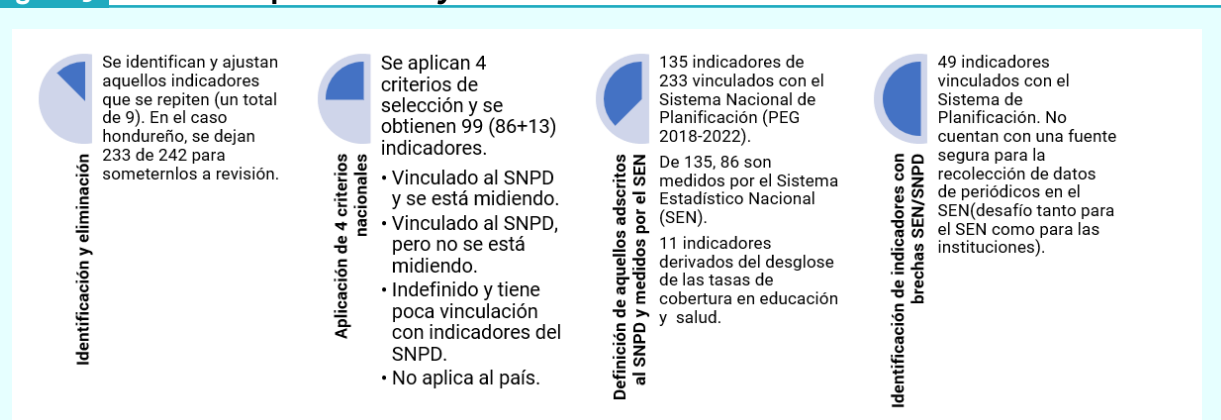 Identificación y eliminación
Se identifican y ajustan
aquellos indicadores
que se repiten (un total
de 9). En el caso
hondureño, se dejan
233 de 242 para
someternlos a revisión.
Aplicación de 4 criterios
nacionales
Se aplican 4
criterios de
selección y se
obtienen 99 (86+13)
indicadores.
• Vinculado al SNPD
y se está midiendo.
• Vinculado al SNPD,
pero no se está
midiendo.
• Indefinido y tiene
poca vinculación
con indicadores del
SNPD.
• No aplica al país.
Definición de aquellos adscritos
al SNPD y medidos por el SEN
135 indicadores de
233 vinculados con el
Sistema Nacional de
Planificación (PEG
2018-2022).
De 135, 86 son
medidos por el Sistema
Estadístico Nacional
(SEN).
11 indicadores
derivados del desglose
de las tasas de
cobertura en educación
y salud.
Identificación de indicadores con
brechas SEN/SNPD
49 indicadores
vinculados con el
Sistema de
Planificación. No
cuentan con una fuente
segura para la
recolección de datos
de periódicos en el
SEN(desafío tanto para
el SEN como para las
instituciones).